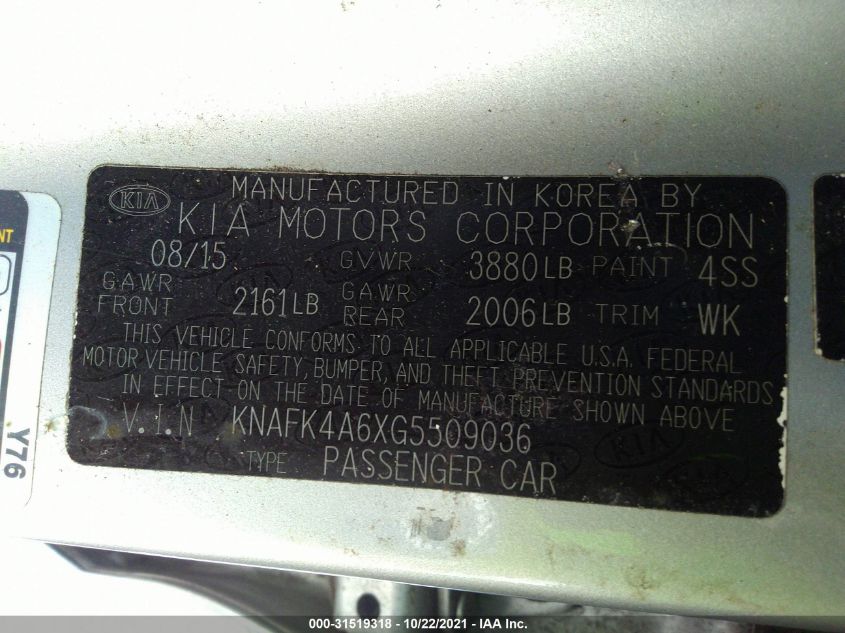 KIA
MANUFACTURED IN KOREA BY
KIA MOTORS CORPORATION
08/15 GVWR 3880LB PAINT 4SS
GAWR FRONT 2161LB GAWR REAR 2006LB TRIM WK
THIS VEHICLE CONFORMS TO ALL APPLICABLE U.S.A. FEDERAL
MOTOR VEHICLE SAFETY, BUMPER, AND THEFT PREVENTION STANDARDS
IN EFFECT ON THE DATE OF MANUFACTURE SHOWN ABOVE
V.I.N KNAFK4A6XG5509036
TYPE PASSENGER CAR
Y76
000-31519318 - 10/22/2021 - IAA Inc.